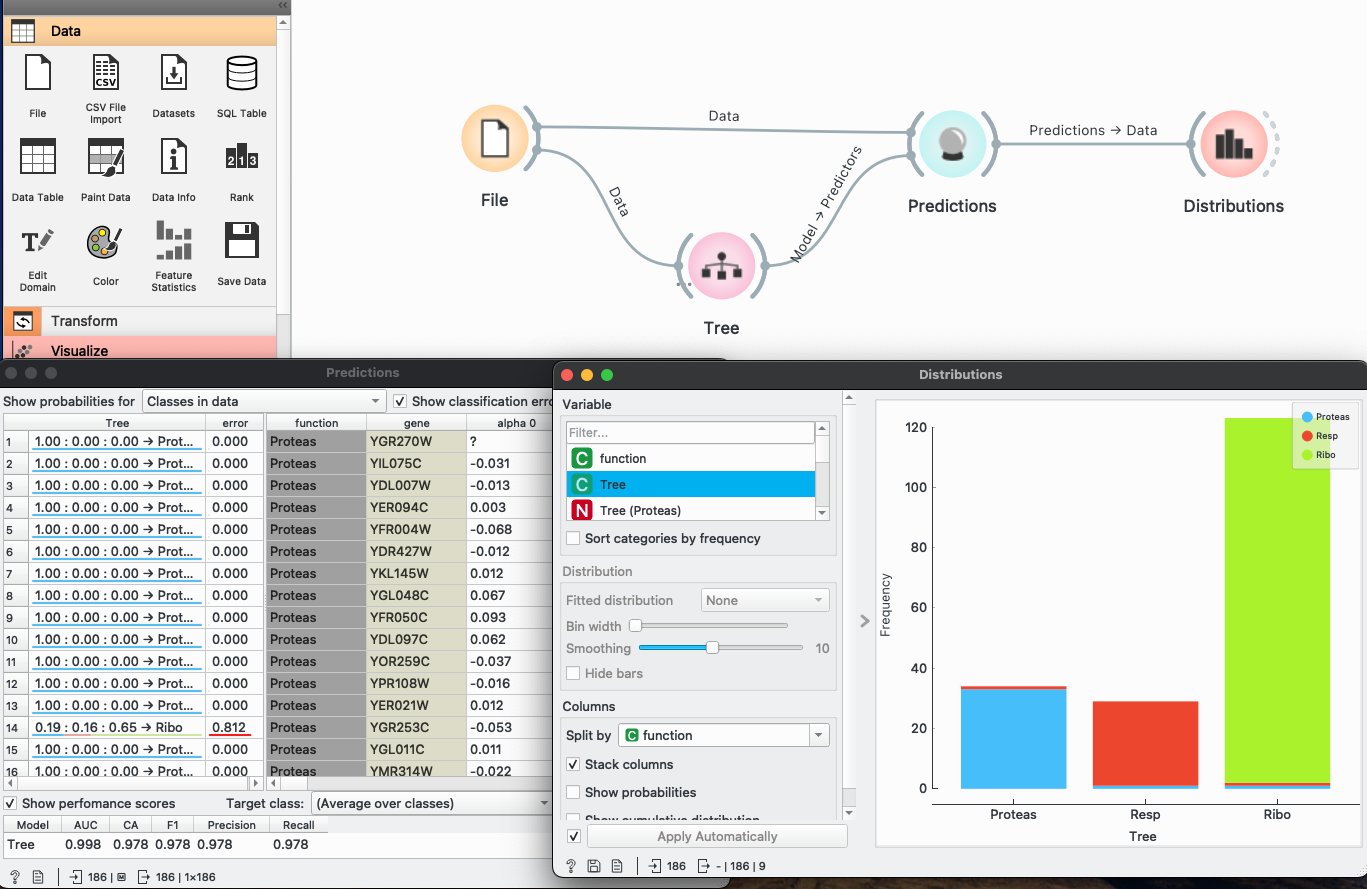 Data
File
CSV File Import
Datasets
SQL Table
Data Table
Paint Data
Data Info
Rank
Edit Domain
Color
Feature Statistics
Save Data
Transform
Visualize
File
Data
Data
Tree
Model → Predictors
Predictions
Predictions → Data
Distributions
Predictions
Show probabilities for Classes in data Show classification erro
Tree error function gene alpha 0
1 1.00 : 0.00 : 0.00 → Prot... 0.000 Proteas YGR270W ?
2 1.00 : 0.00 : 0.00 → Prot... 0.000 Proteas YIL075C -0.031
3 1.00 : 0.00 : 0.00 → Prot... 0.000 Proteas YDL007W -0.013
4 1.00 : 0.00 : 0.00 → Prot... 0.000 Proteas YER094C 0.003
5 1.00 : 0.00 : 0.00 → Prot... 0.000 Proteas YFR004W -0.068
6 1.00 : 0.00 : 0.00 → Prot... 0.000 Proteas YDR427W -0.012
7 1.00 : 0.00 : 0.00 → Prot... 0.000 Proteas YKL145W 0.012
8 1.00 : 0.00 : 0.00 → Prot... 0.000 Proteas YGL048C 0.067
9 1.00 : 0.00 : 0.00 → Prot... 0.000 Proteas YFR050C 0.093
10 1.00 : 0.00 : 0.00 → Prot... 0.000 Proteas YDL097C 0.062
11 1.00 : 0.00 : 0.00 → Prot... 0.000 Proteas YOR259C -0.037
12 1.00 : 0.00 : 0.00 → Prot... 0.000 Proteas YPR108W -0.016
13 1.00 : 0.00 : 0.00 → Prot... 0.000 Proteas YER021W 0.012
14 0.19 : 0.16 : 0.65 → Ribo 0.812 Proteas YGR253C -0.053
15 1.00 : 0.00 : 0.00 → Prot... 0.000 Proteas YGL011C 0.011
16 1.00 : 0.00 : 0.00 → Prot... 0.000 Proteas YMR314W -0.022
Show perfomance scores Target class: (Average over classes)
Model AUC CA F1 Precision Recall
Tree 0.998 0.978 0.978 0.978 0.978
? 186 | M 186 | 1×186
Distributions
Variable
Filter...
C function
C Tree
N Tree (Proteas)
Sort categories by frequency
Distribution
Fitted distribution None
Bin width
Smoothing 10
Hide bars
Columns
Split by C function
Stack columns
Show probabilities
Show cumulative distribution
Apply Automatically
? 186 - | 186 | 9
Proteas
Resp
Ribo
120
100
80
60
40
20
0
Frequency
Proteas Resp Ribo
Tree